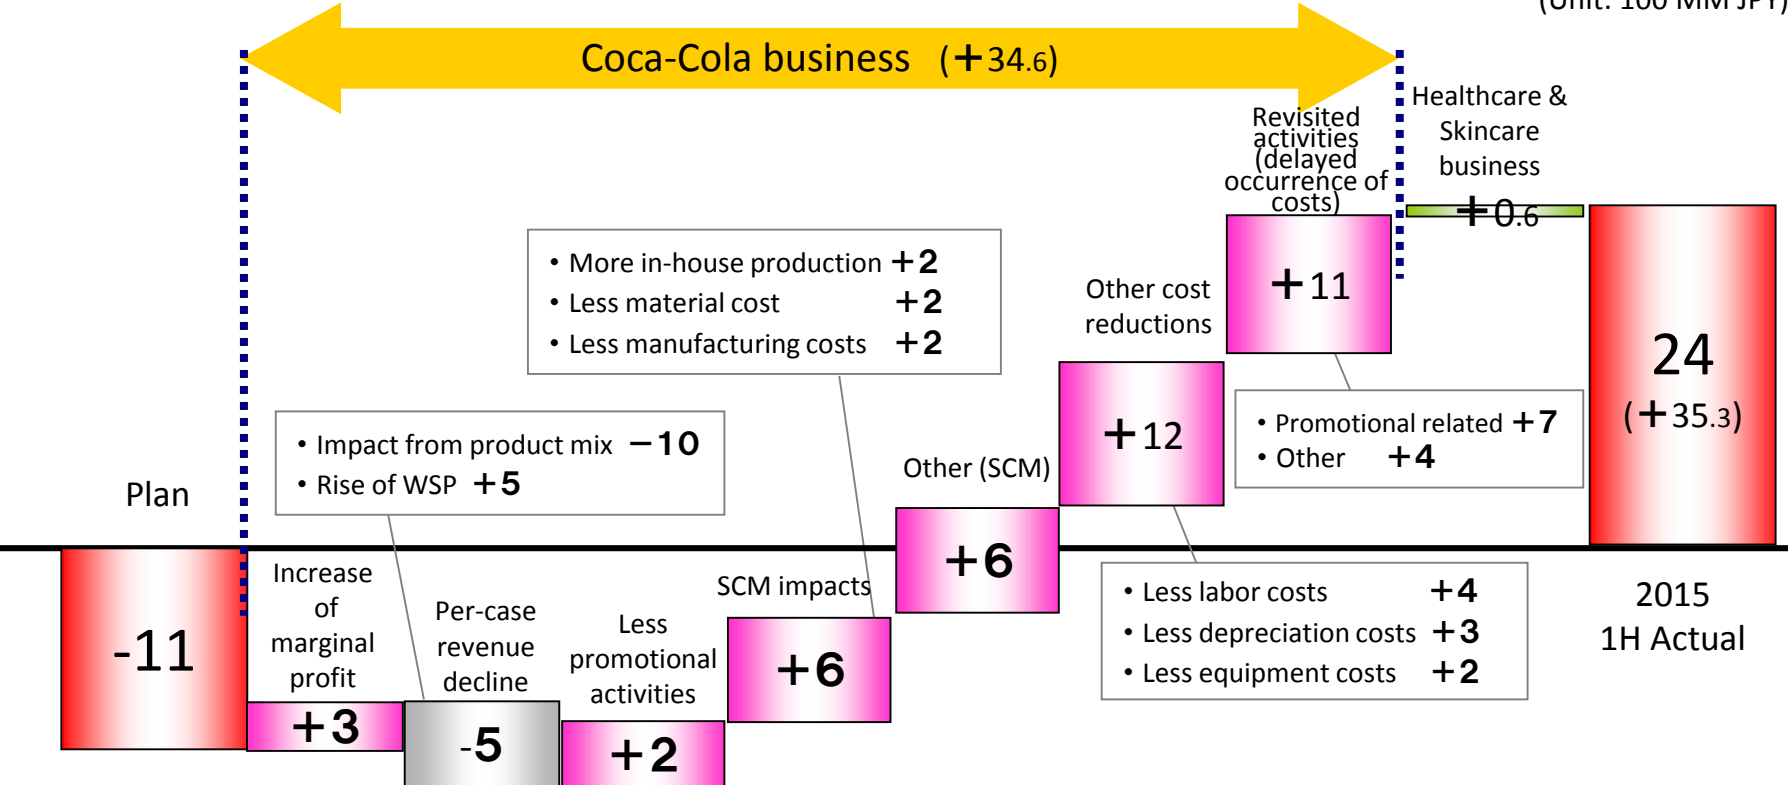 (Unit: 100 MM JPY)
Coca-Cola business (+34.6)
Healthcare &
Skincare
business
+0.6
Revisited
activities
(delayed
occurrence of
costs)
+11
• More in-house production +2
• Less material cost +2
• Less manufacturing costs +2
Other cost
reductions
+12
24
(+35.3)
• Promotional related +7
• Other +4
• Impact from product mix −10
• Rise of WSP +5
Other (SCM)
+6
Plan
-11
Increase
of
marginal
profit
+3
Per-case
revenue
decline
-5
Less
promotional
activities
+2
SCM impacts
+6
• Less labor costs +4
• Less depreciation costs +3
• Less equipment costs +2
2015
1H Actual